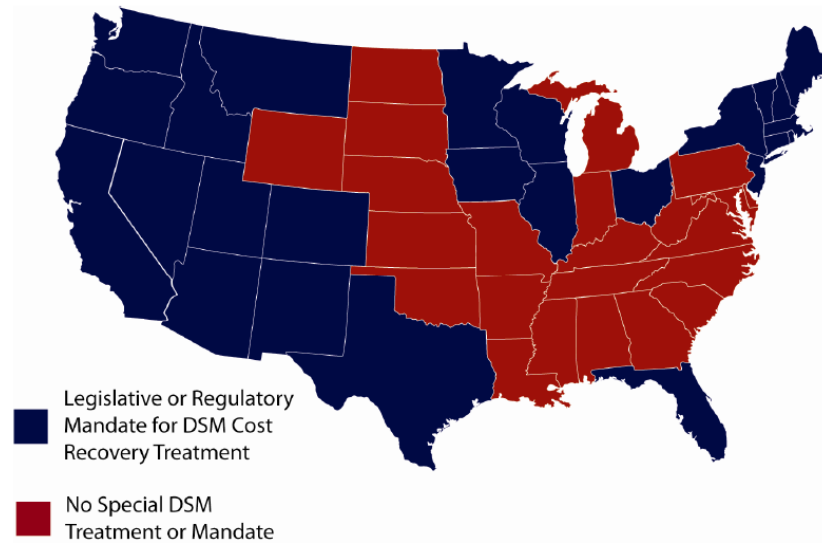 Legislative or Regulatory
Mandate for DSM Cost
Recovery Treatment
No Special DSM
Treatment or Mandate